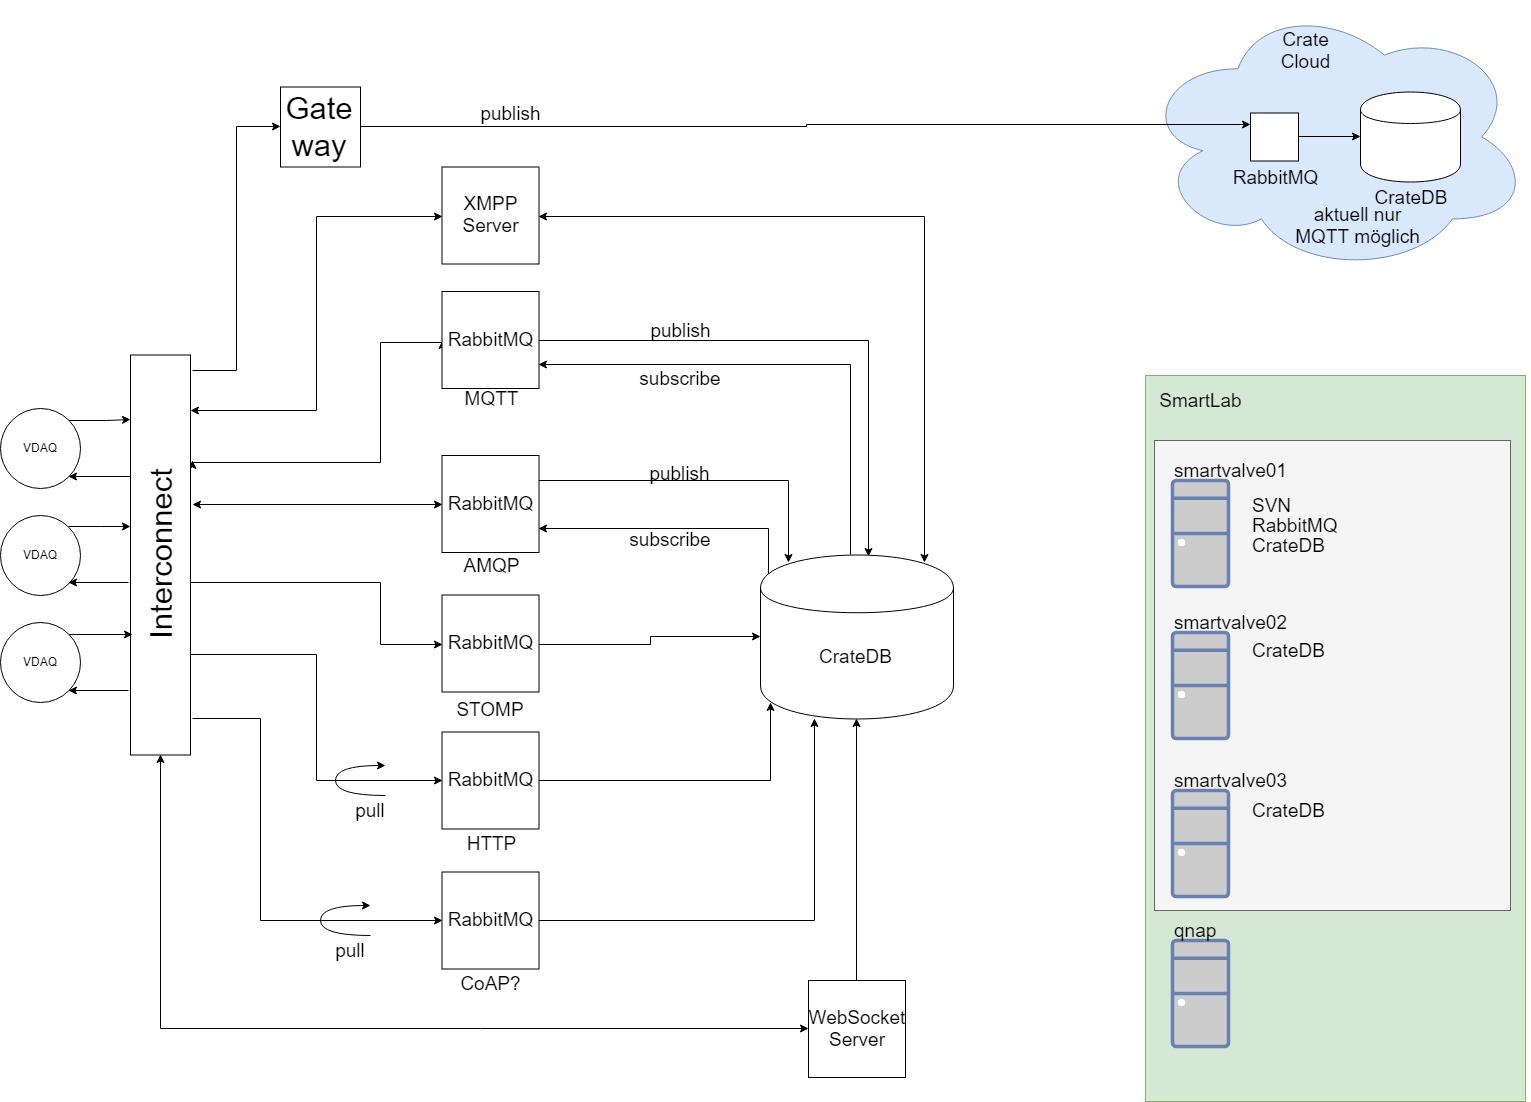 Crate
Cloud
Gate
way
publish
RabbitMQ
CrateDB
aktuell nur
MQTT möglich
XMPP
Server
RabbitMQ
MQTT
publish
subscribe
SmartLab
VDAQ
VDAQ
VDAQ
Interconnect
RabbitMQ
AMQP
publish
subscribe
smartvalve01
SVN
RabbitMQ
CrateDB
RabbitMQ
STOMP
CrateDB
smartvalve02
CrateDB
pull
RabbitMQ
HTTP
smartvalve03
CrateDB
pull
RabbitMQ
CoAP?
qnap
WebSocket
Server